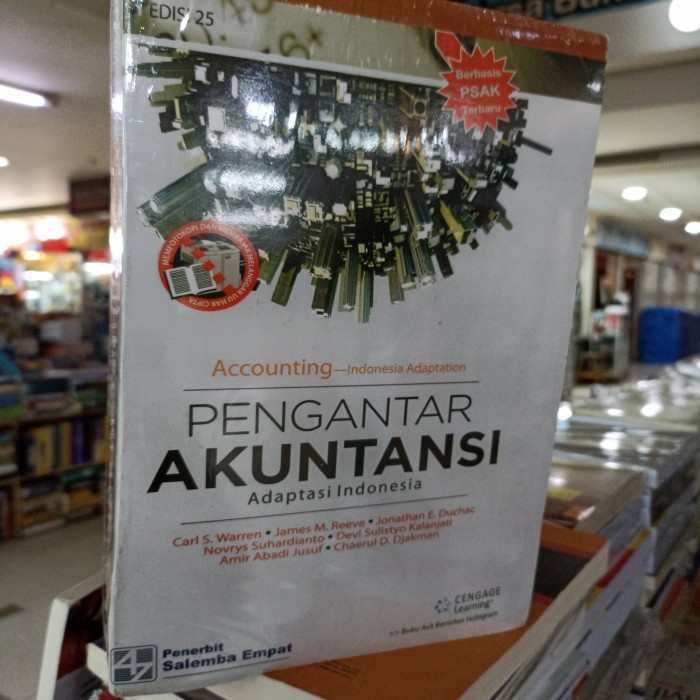 EDISI 25
Berbasis
PSAK
Terbaru
Accounting—Indonesia Adaptation
PENGANTAR
AKUNTANSI
Adaptasi Indonesia
Carl S. Warren • James M. Reeve • Jonathan E. Duchac
Novrys Suhardianto • Devi Sulistyo Kalanjati
Amir Abadi Jusuf • Chaerul D. Djakman
CENGAGE
Learning™
>> Buku Asli Berstiker Hologram
Penerbit
Salemba Empat